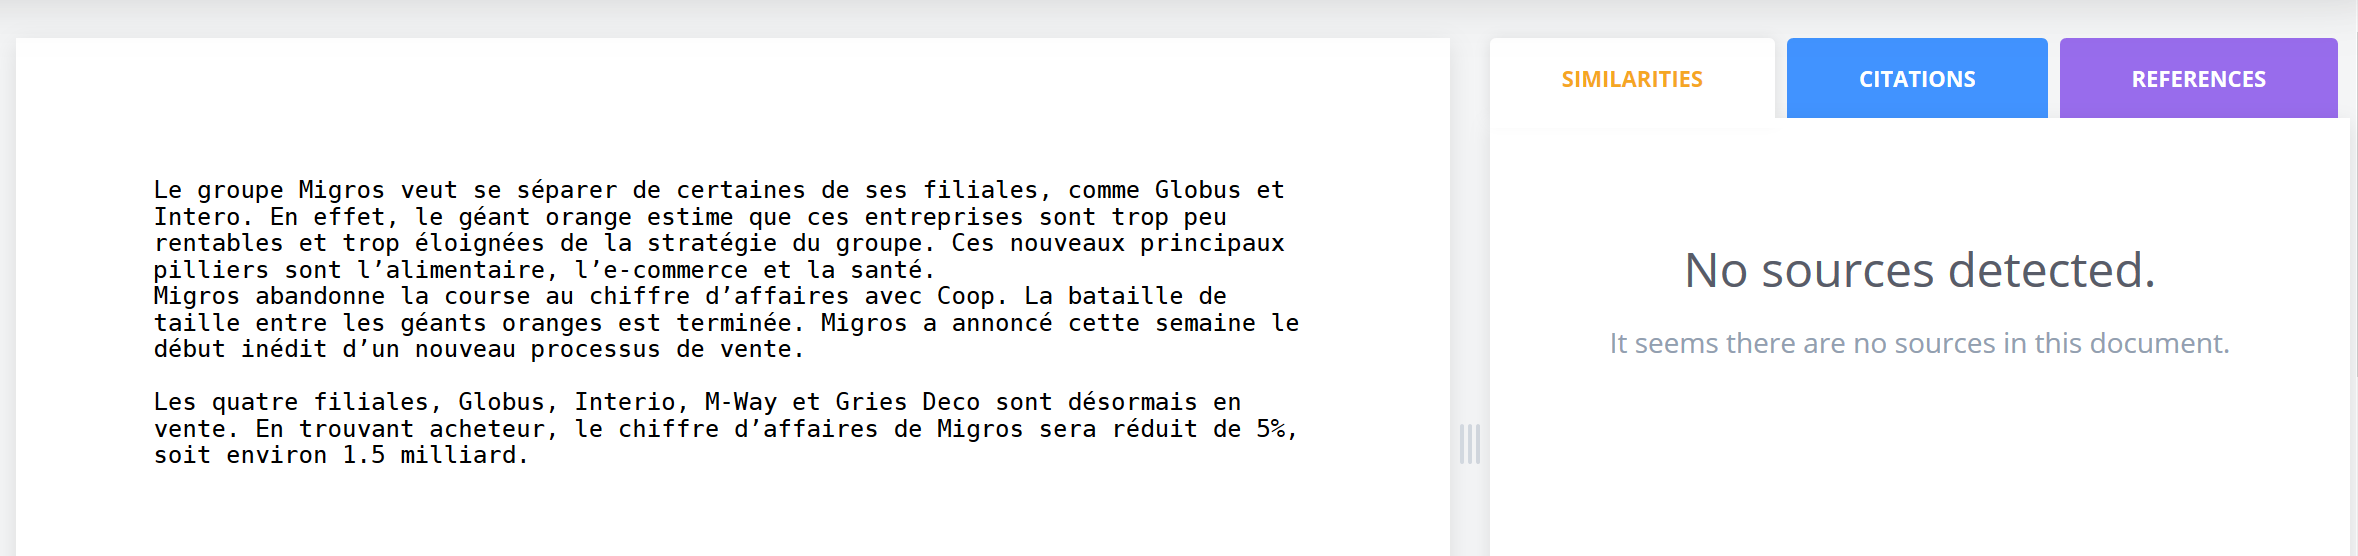 SIMILARITIES
CITATIONS
REFERENCES
Le groupe Migros veut se séparer de certaines de ses filiales, comme Globus et
Intero. En effet, le géant orange estime que ces entreprises sont trop peu
rentables et trop éloignées de la stratégie du groupe. Ces nouveaux principaux
pilliers sont l’alimentaire, l’e-commerce et la santé.
Migros abandonne la course au chiffre d’affaires avec Coop. La bataille de
taille entre les géants oranges est terminée. Migros a annoncé cette semaine le
début inédit d’un nouveau processus de vente.
Les quatre filiales, Globus, Interio, M-Way et Gries Deco sont désormais en
vente. En trouvant acheteur, le chiffre d’affaires de Migros sera réduit de 5%,
soit environ 1.5 milliard.
No sources detected.
It seems there are no sources in this document.